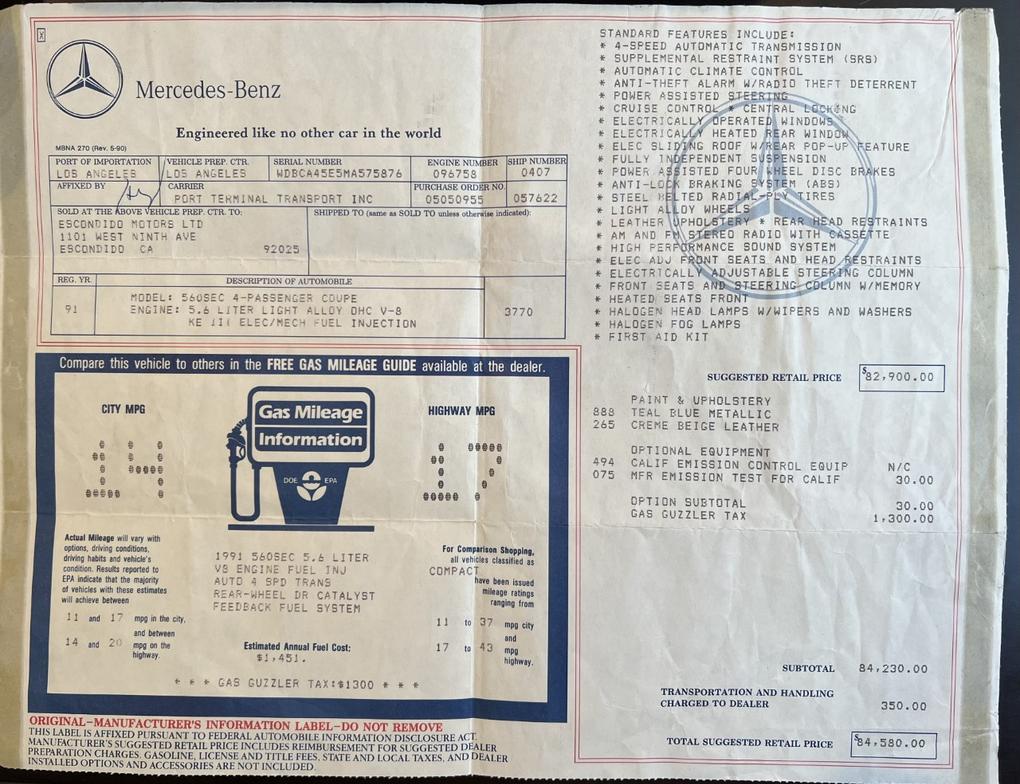 Mercedes-Benz
Engineered like no other car in the world
MBNA 270 (Rev. 5-90)
PORT OF IMPORTATION VEHICLE PREP. CTR. SERIAL NUMBER ENGINE NUMBER SHIP NUMBER
LOS ANGELES LOS ANGELES WDBCA45E5MA575876 096758 0407
AFFIXED BY CARRIER PURCHASE ORDER NO.
PORT TERMINAL TRANSPORT INC 05050955 057622
SOLD AT THE ABOVE VEHICLE PREP. CTR. TO: SHIPPED TO (same as SOLD TO unless otherwise indicated):
ESCONDIDO MOTORS LTD
1101 WEST NINTH AVE
ESCONDIDO CA 92025
REG. YR. DESCRIPTION OF AUTOMOBILE
91 MODEL: 560SEC 4-PASSENGER COUPE
ENGINE: 5.6 LITER LIGHT ALLOY OHC V-8 3770
KE III ELEC/MECH FUEL INJECTION
Compare this vehicle to others in the FREE GAS MILEAGE GUIDE available at the dealer.
CITY MPG
14
Gas Mileage
Information
DOE EPA
HIGHWAY MPG
17
Actual Mileage will vary with
options, driving conditions,
driving habits and vehicle's
condition. Results reported to
EPA indicate that the majority
of vehicles with these estimates
will achieve between
11 and 17 mpg in the city,
and between
14 and 20 mpg on the
highway.
1991 560SEC 5.6 LITER
V8 ENGINE FUEL INJ
AUTO 4 SPD TRANS
REAR-WHEEL DR CATALYST
FEEDBACK FUEL SYSTEM
Estimated Annual Fuel Cost:
$1,451.
For Comparison Shopping,
all vehicles classified as
COMPACT
have been issued
mileage ratings
ranging from
11 to 37 mpg city
and
17 to 43 mpg
highway.
* * * GAS GUZZLER TAX:$1300 * * *
ORIGINAL–MANUFACTURER'S INFORMATION LABEL–DO NOT REMOVE
THIS LABEL IS AFFIXED PURSUANT TO FEDERAL AUTOMOBILE INFORMATION DISCLOSURE ACT.
MANUFACTURER'S SUGGESTED RETAIL PRICE INCLUDES REIMBURSEMENT FOR SUGGESTED DEALER
PREPARATION CHARGES. GASOLINE, LICENSE AND TITLE FEES, STATE AND LOCAL TAXES, AND DEALER
INSTALLED OPTIONS AND ACCESSORIES ARE NOT INCLUDED.
STANDARD FEATURES INCLUDE:
* 4-SPEED AUTOMATIC TRANSMISSION
* SUPPLEMENTAL RESTRAINT SYSTEM (SRS)
* AUTOMATIC CLIMATE CONTROL
* ANTI-THEFT ALARM W/RADIO THEFT DETERRENT
* POWER ASSISTED STEERING
* CRUISE CONTROL * CENTRAL LOCKING
* ELECTRICALLY OPERATED WINDOWS
* ELECTRICALLY HEATED REAR WINDOW
* ELEC SLIDING ROOF W/REAR POP-UP FEATURE
* FULLY INDEPENDENT SUSPENSION
* POWER ASSISTED FOUR WHEEL DISC BRAKES
* ANTI-LOCK BRAKING SYSTEM (ABS)
* STEEL BELTED RADIAL-PLY TIRES
* LIGHT ALLOY WHEELS
* LEATHER UPHOLSTERY * REAR HEAD RESTRAINTS
* AM AND FM STEREO RADIO WITH CASSETTE
* HIGH PERFORMANCE SOUND SYSTEM
* ELEC ADJ FRONT SEATS AND HEAD RESTRAINTS
* ELECTRICALLY ADJUSTABLE STEERING COLUMN
* FRONT SEATS AND STEERING COLUMN W/MEMORY
* HEATED SEATS FRONT
* HALOGEN HEAD LAMPS W/WIPERS AND WASHERS
* HALOGEN FOG LAMPS
* FIRST AID KIT
SUGGESTED RETAIL PRICE $82,900.00
PAINT & UPHOLSTERY
888 TEAL BLUE METALLIC
265 CREME BEIGE LEATHER
OPTIONAL EQUIPMENT
494 CALIF EMISSION CONTROL EQUIP N/C
075 MFR EMISSION TEST FOR CALIF 30.00
OPTION SUBTOTAL 30.00
GAS GUZZLER TAX 1,300.00
SUBTOTAL 84,230.00
TRANSPORTATION AND HANDLING
CHARGED TO DEALER 350.00
TOTAL SUGGESTED RETAIL PRICE $84,580.00